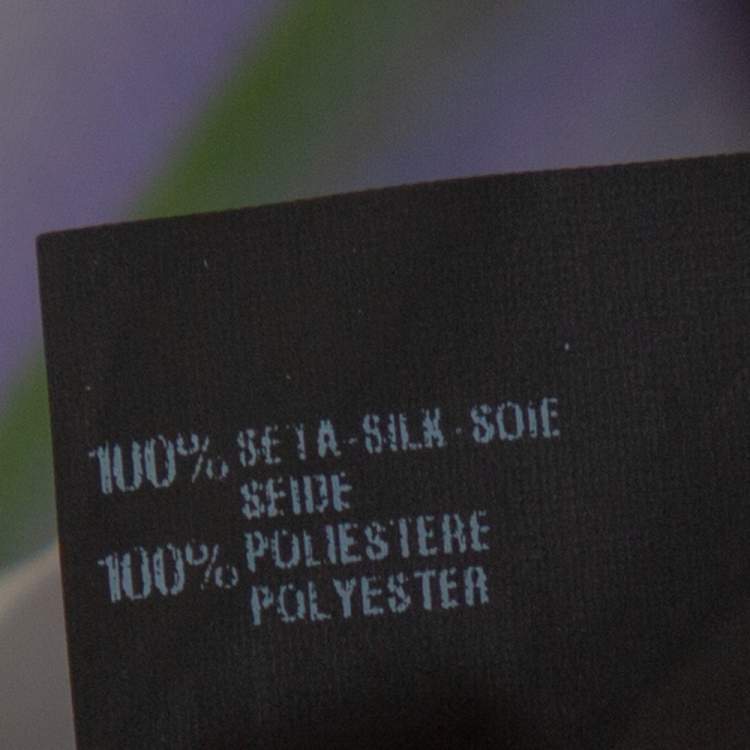 100% SETA-SILK-SOIE
SEIDE
100% POLIESTERE
POLYESTER